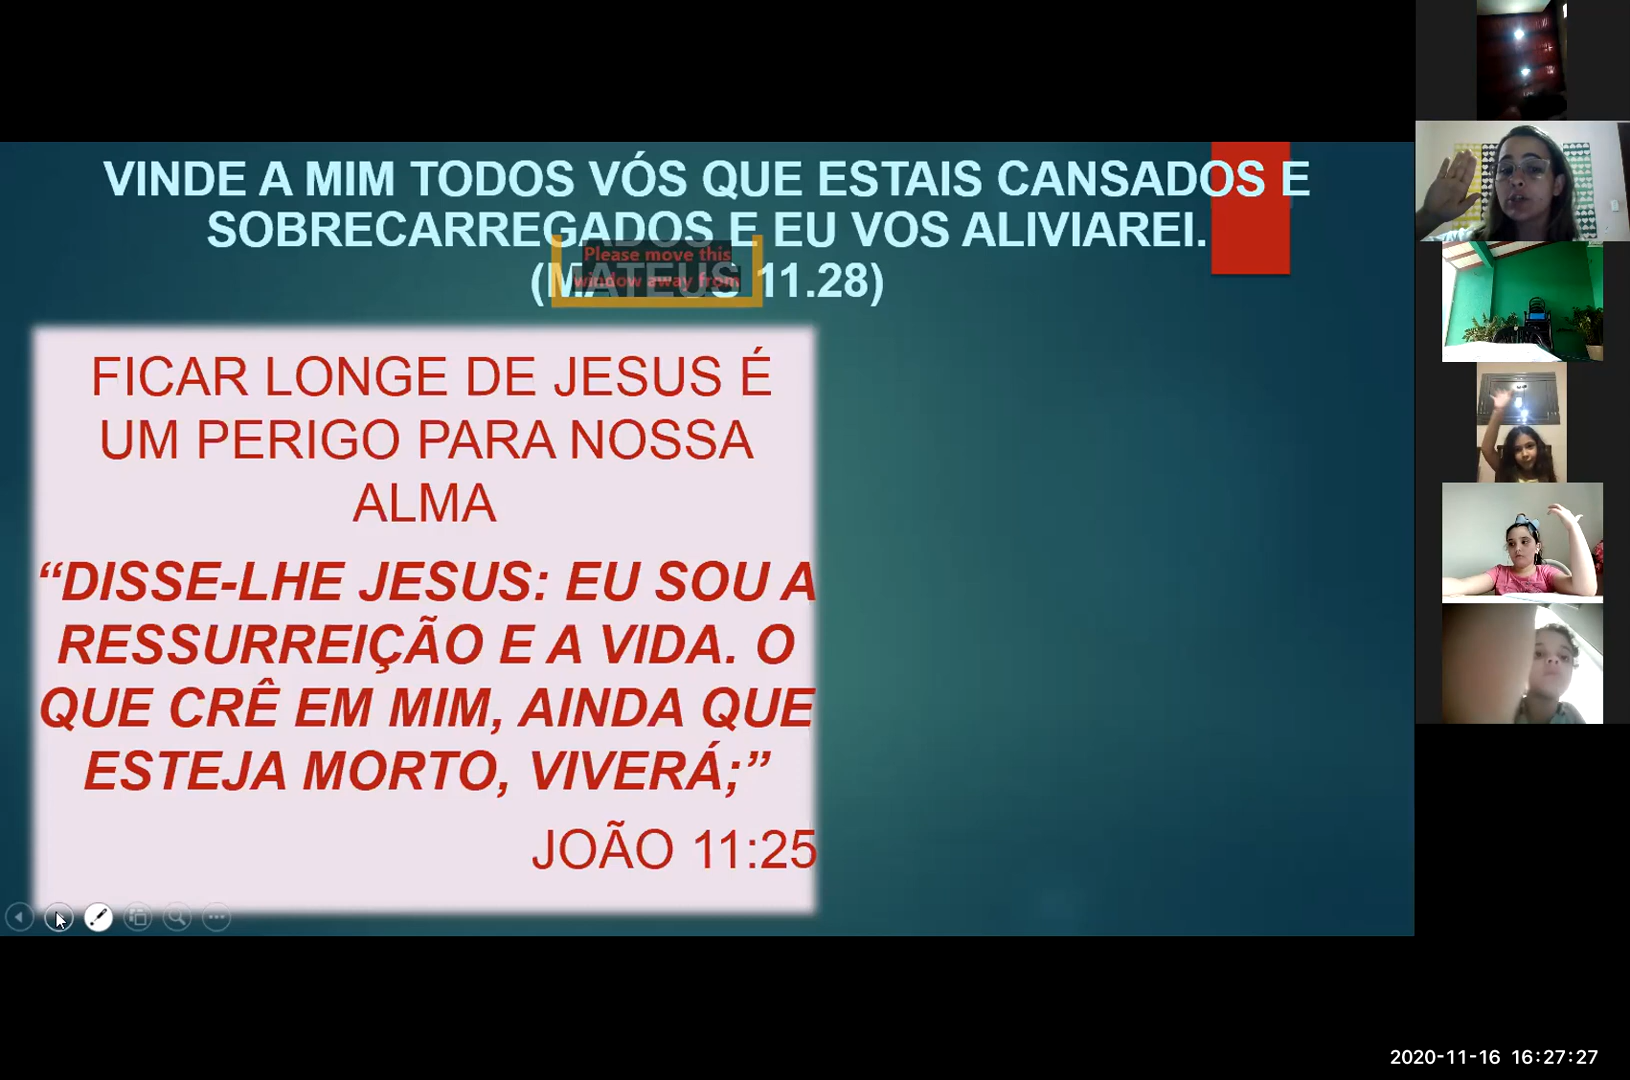 VINDE A MIM TODOS VÓS QUE ESTAIS CANSADOS E
SOBRECARREGADOS E EU VOS ALIVIAREI.
(MATEUS 11.28)
Please move this
window away from
FICAR LONGE DE JESUS É
UM PERIGO PARA NOSSA
ALMA
“DISSE-LHE JESUS: EU SOU A
RESSURREIÇÃO E A VIDA. O
QUE CRÊ EM MIM, AINDA QUE
ESTEJA MORTO, VIVERÁ;”
JOÃO 11:25
2020-11-16 16:27:27